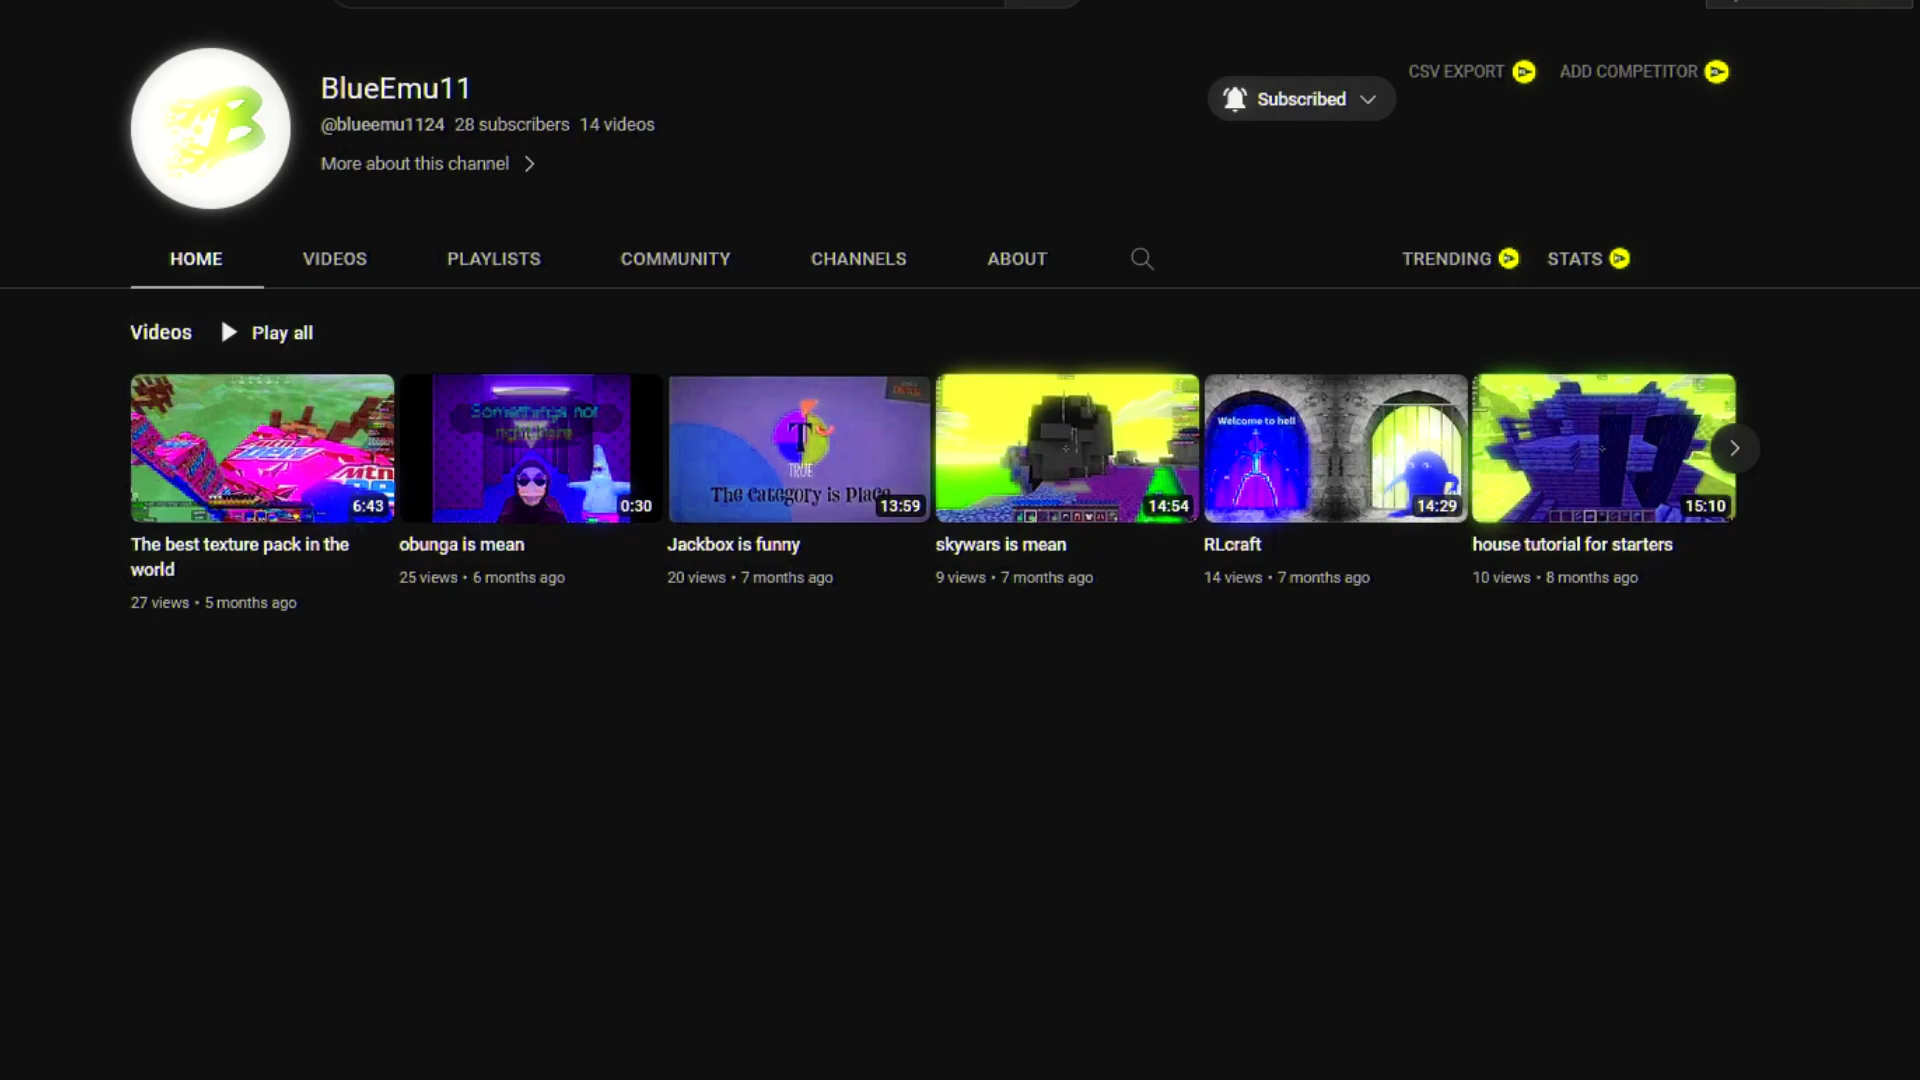 BlueEmu11
@blueemu1124 28 subscribers 14 videos
More about this channel
Subscribed
CSV EXPORT
ADD COMPETITOR
HOME VIDEOS PLAYLISTS COMMUNITY CHANNELS ABOUT
TRENDING STATS
Videos Play all
6:43
The best texture pack in the
world
27 views • 5 months ago
Something's not
right here
0:30
obunga is mean
25 views • 6 months ago
T
TRUE
The Category is Place
13:59
Jackbox is funny
20 views • 7 months ago
14:54
skywars is mean
9 views • 7 months ago
Welcome to hell
14:29
RLcraft
14 views • 7 months ago
15:10
house tutorial for starters
10 views • 8 months ago